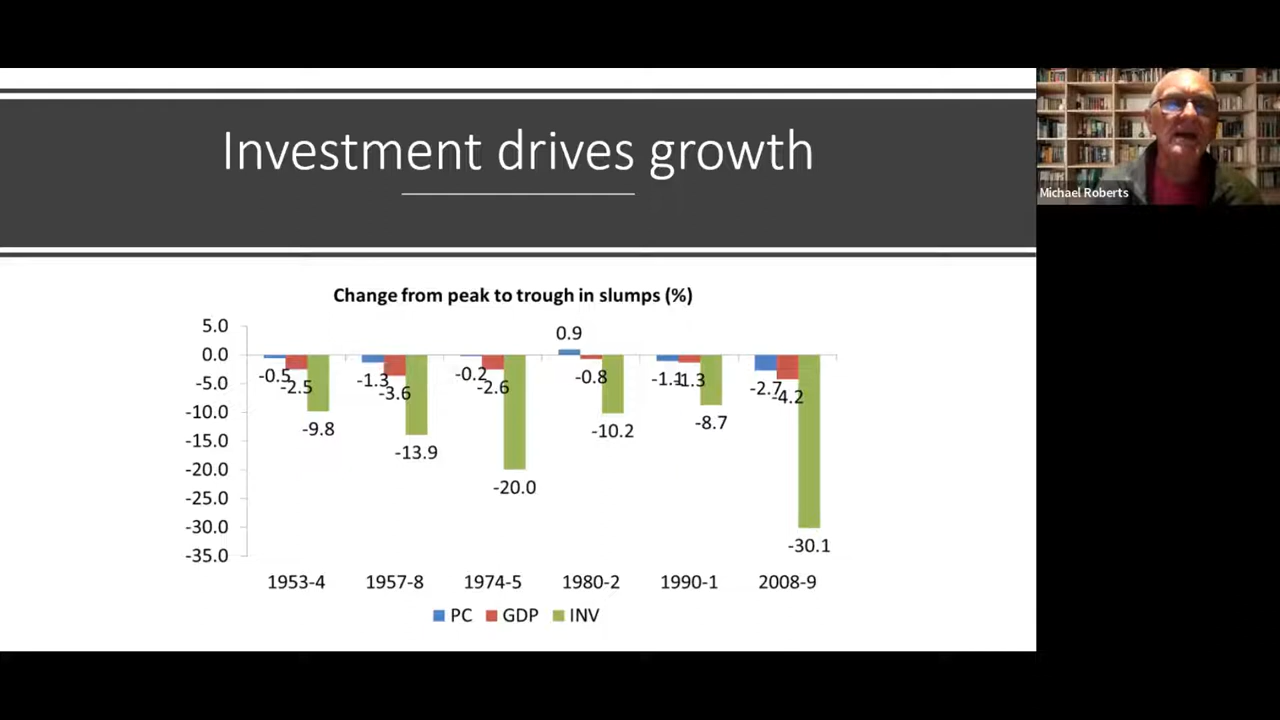 Investment drives growth
Michael Roberts
Change from peak to trough in slumps (%)
5.0
0.0
-5.0
-10.0
-15.0
-20.0
-25.0
-30.0
-35.0
-0.5 -2.5 -9.8
-1.3 -3.6 -13.9
-0.2 -2.6 -20.0
0.9 -0.8 -10.2
-1.1 -1.3 -8.7
-2.7 -4.2 -30.1
1953-4 1957-8 1974-5 1980-2 1990-1 2008-9
PC GDP INV